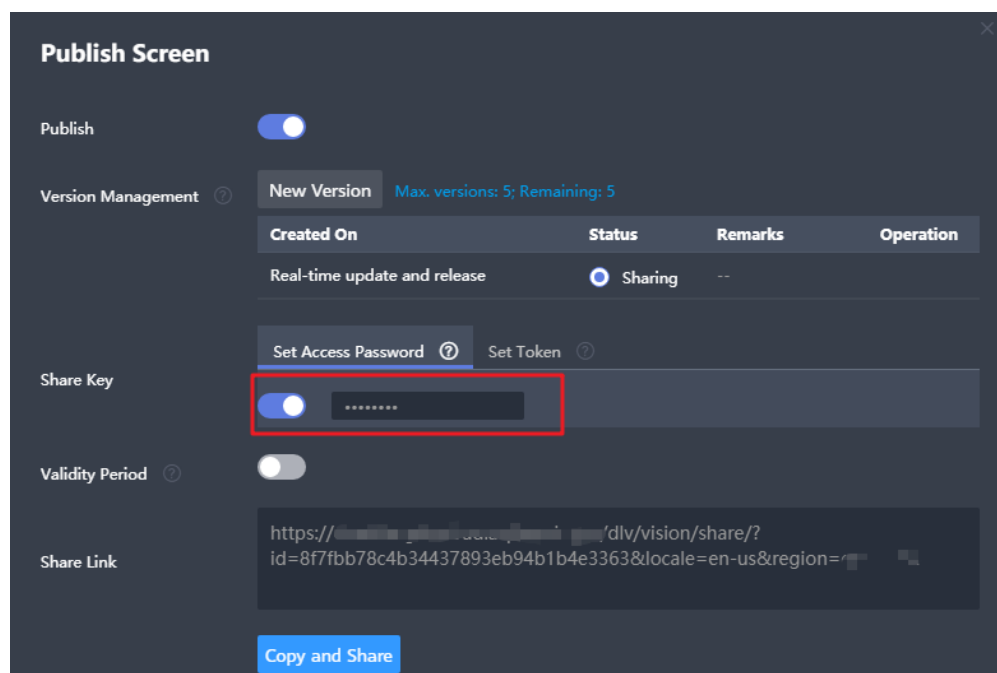 Publish Screen
Publish
Version Management
New Version Max. versions: 5; Remaining: 5
Created On Status Remarks Operation
Real-time update and release Sharing --
Set Access Password Set Token
Share Key
••••••••
Validity Period
https:// /dlv/vision/share/?
Share Link
id=8f7fbb78c4b34437893eb94b1b4e3363&locale=en-us&region=
Copy and Share